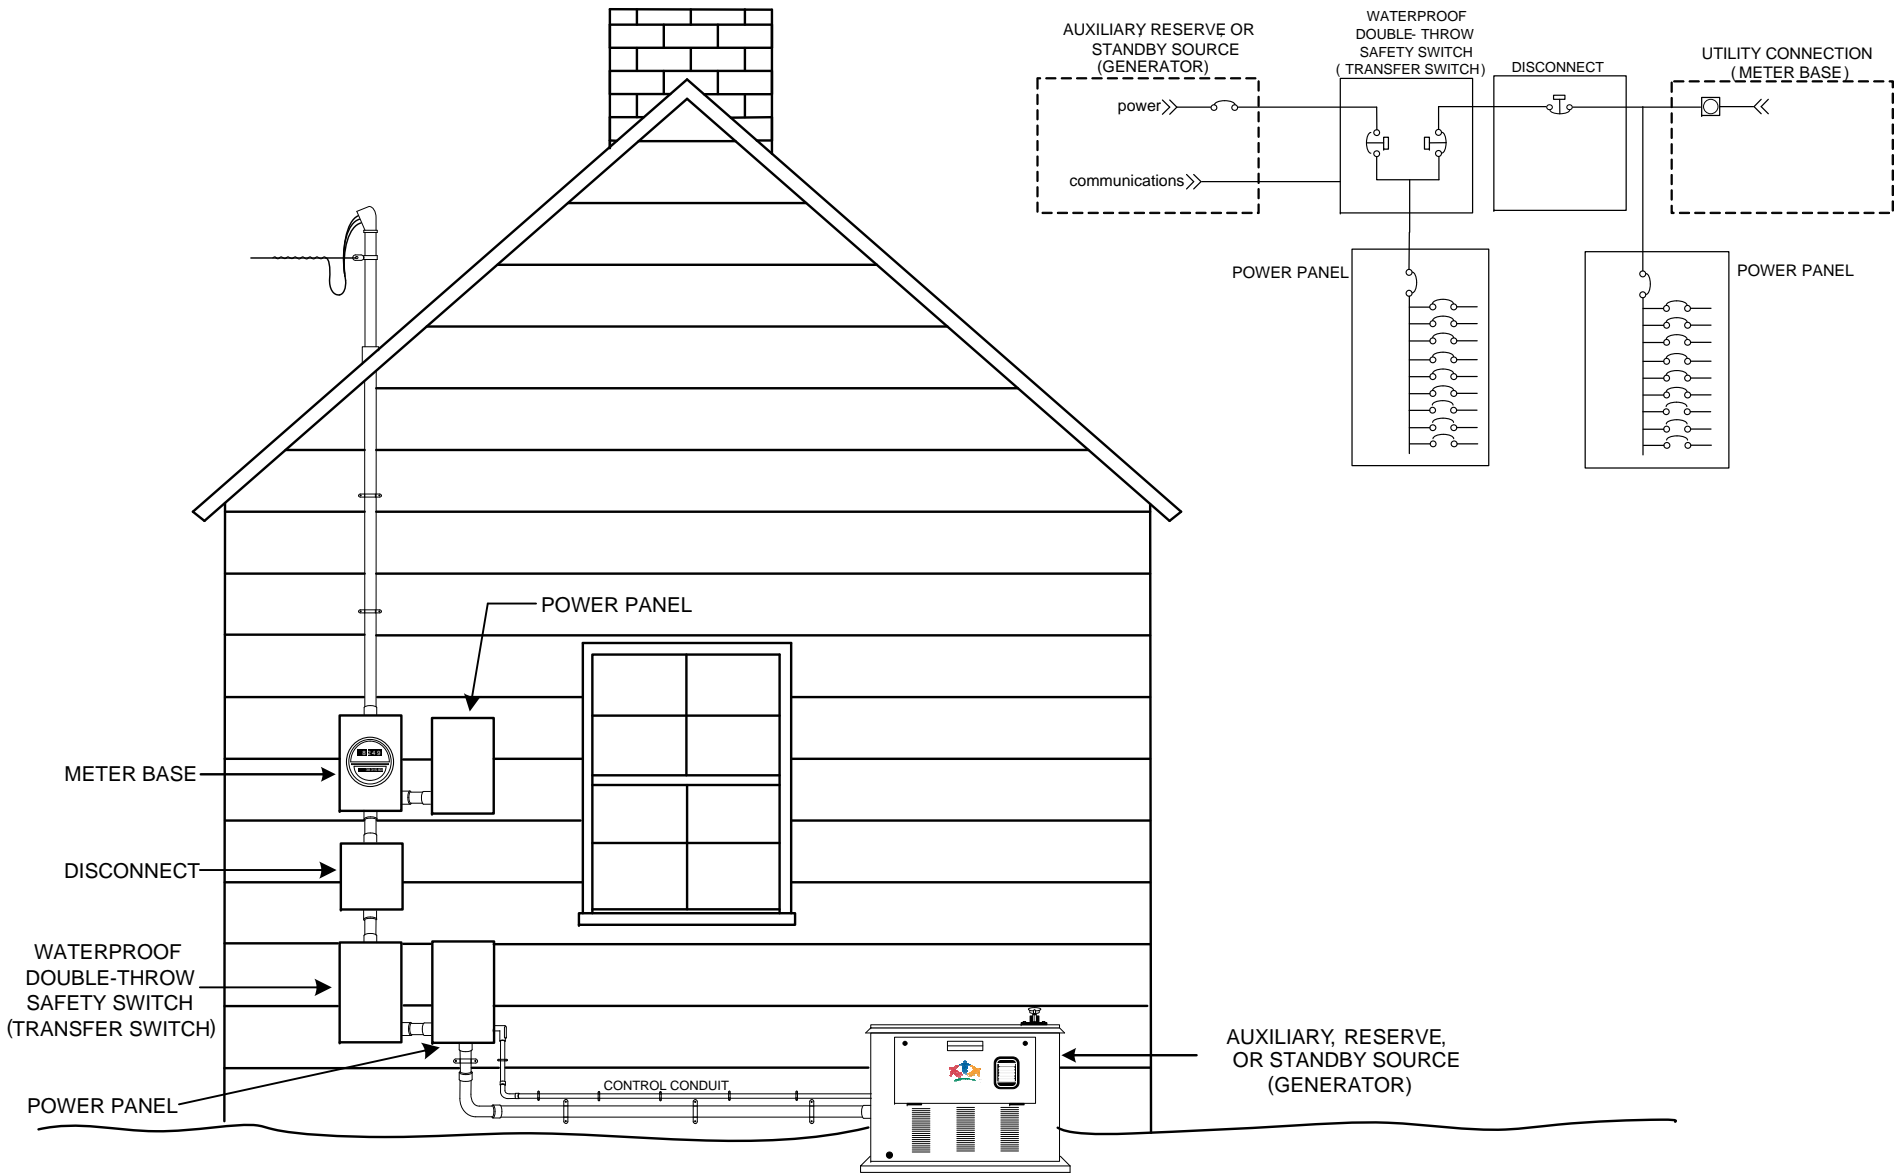 AUXILIARY RESERVE OR
STANDBY SOURCE
(GENERATOR)
WATERPROOF
DOUBLE- THROW
SAFETY SWITCH
( TRANSFER SWITCH)
DISCONNECT
UTILITY CONNECTION
( METER BASE)
power
communications
POWER PANEL
POWER PANEL
POWER PANEL
METER BASE
DISCONNECT
WATERPROOF
DOUBLE-THROW
SAFETY SWITCH
(TRANSFER SWITCH)
POWER PANEL
CONTROL CONDUIT
AUXILIARY, RESERVE,
OR STANDBY SOURCE
(GENERATOR)